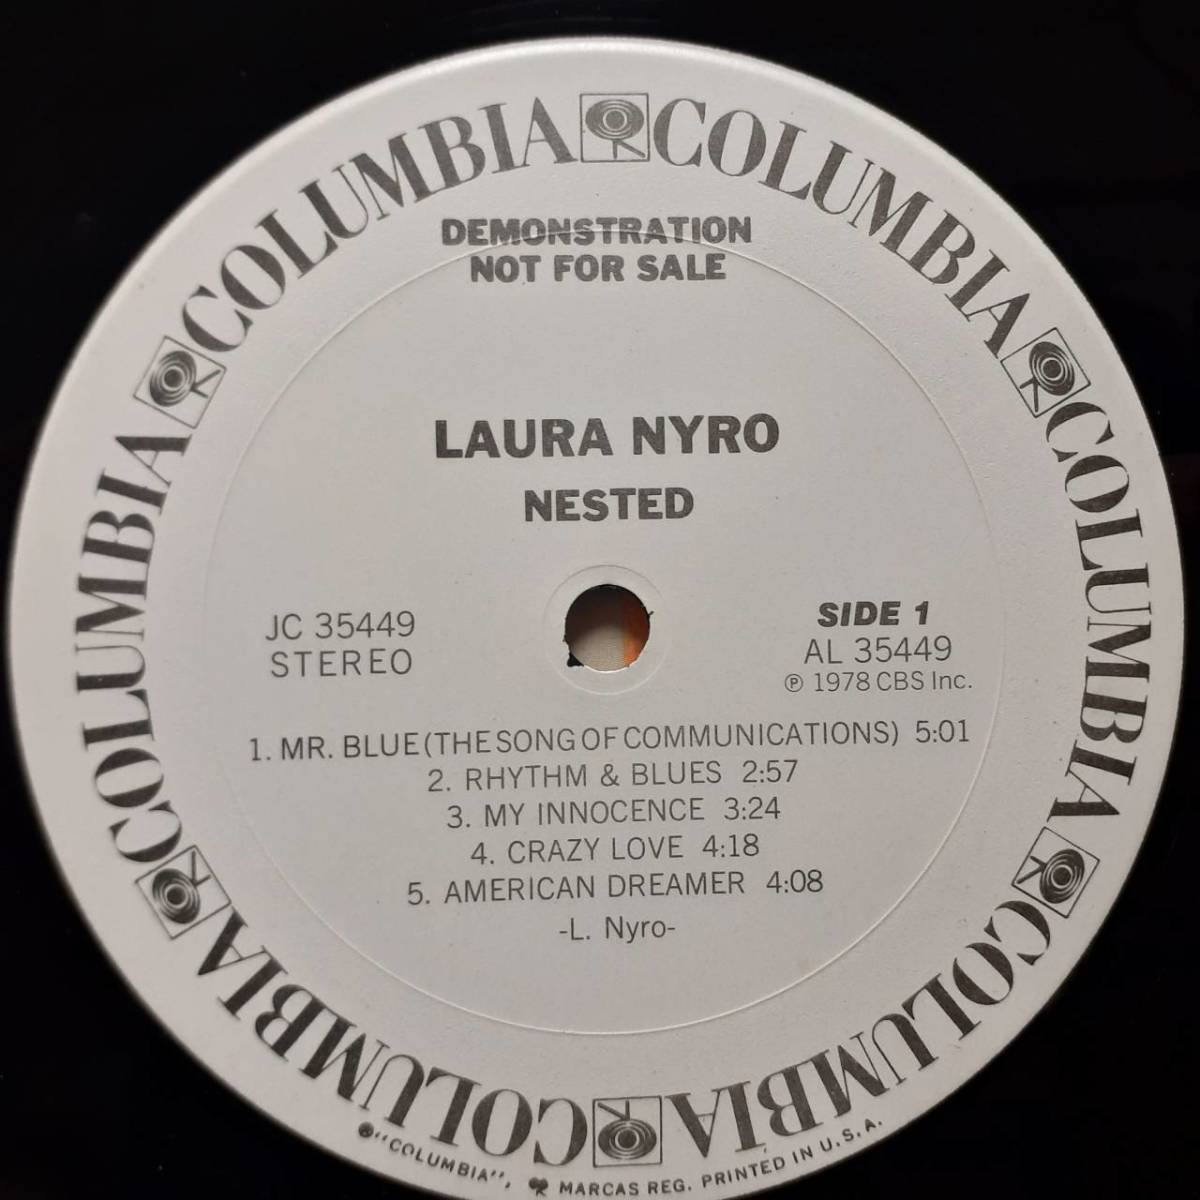 COLUMBIA COLUMBIA COLUMBIA COLUMBIA COLUMBIA COLUMBIA
DEMONSTRATION
NOT FOR SALE
LAURA NYRO
NESTED
JC 35449
STEREO
SIDE 1
AL 35449
℗ 1978 CBS Inc.
1. MR. BLUE (THE SONG OF COMMUNICATIONS) 5:01
2. RHYTHM & BLUES 2:57
3. MY INNOCENCE 3:24
4. CRAZY LOVE 4:18
5. AMERICAN DREAMER 4:08
-L. Nyro-
® "COLUMBIA", MARCAS REG. PRINTED IN U.S.A.